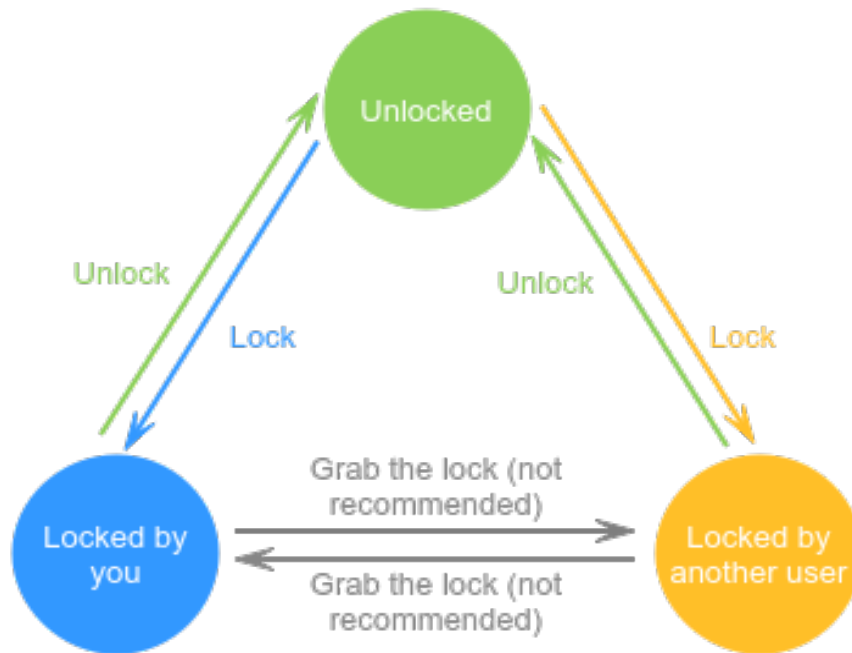 Unlocked
Unlock
Unlock
Lock
Lock
Grab the lock (not
recommended)
Locked by
you
Locked by
another user
Grab the lock (not
recommended)